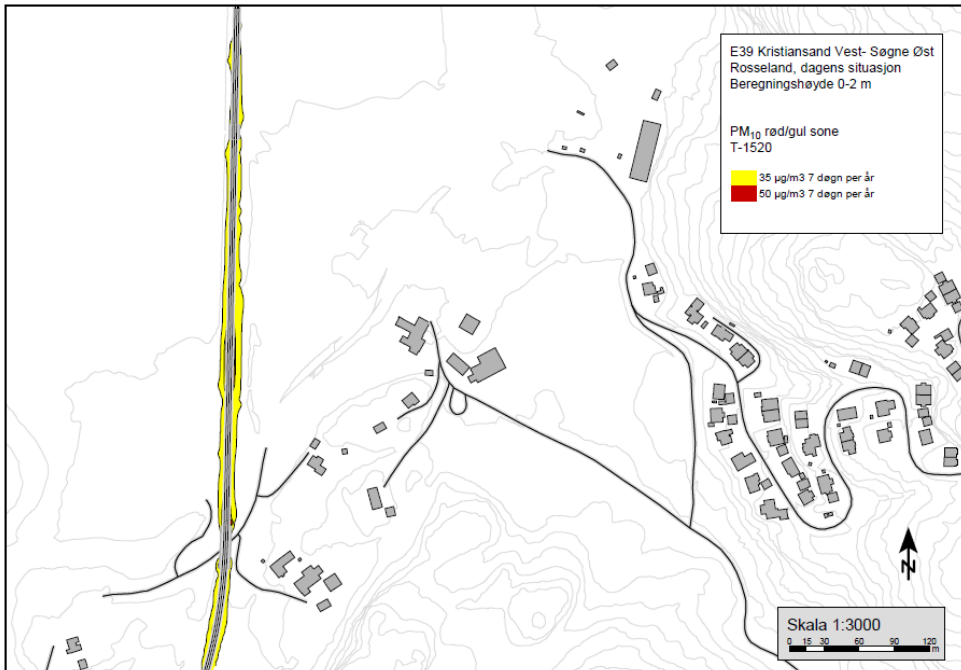 E39 Kristiansand Vest- Søgne Øst
Rosseland, dagens situasjon
Beregningshøyde 0-2 m
PM10 rød/gul sone
T-1520
35 µg/m3 7 døgn per år
50 µg/m3 7 døgn per år
N
Skala 1:3000
0 15 30 60 90 120
m